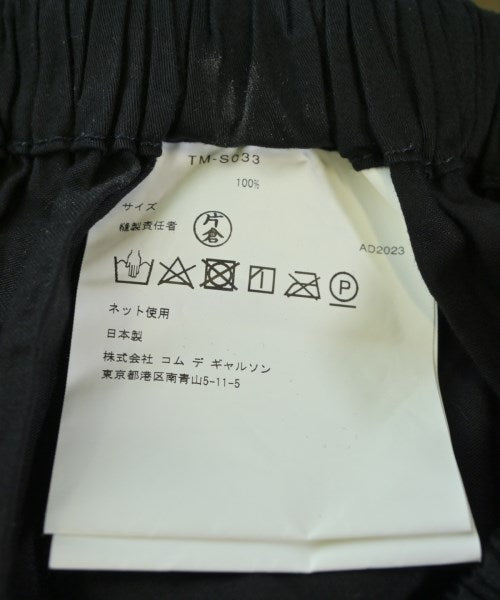 TM-S033
100%
サイズ
縫製責任者 片倉
AD2023
P
ネット使用
日本製
株式会社 コム デ ギャルソン
東京都港区南青山5-11-5